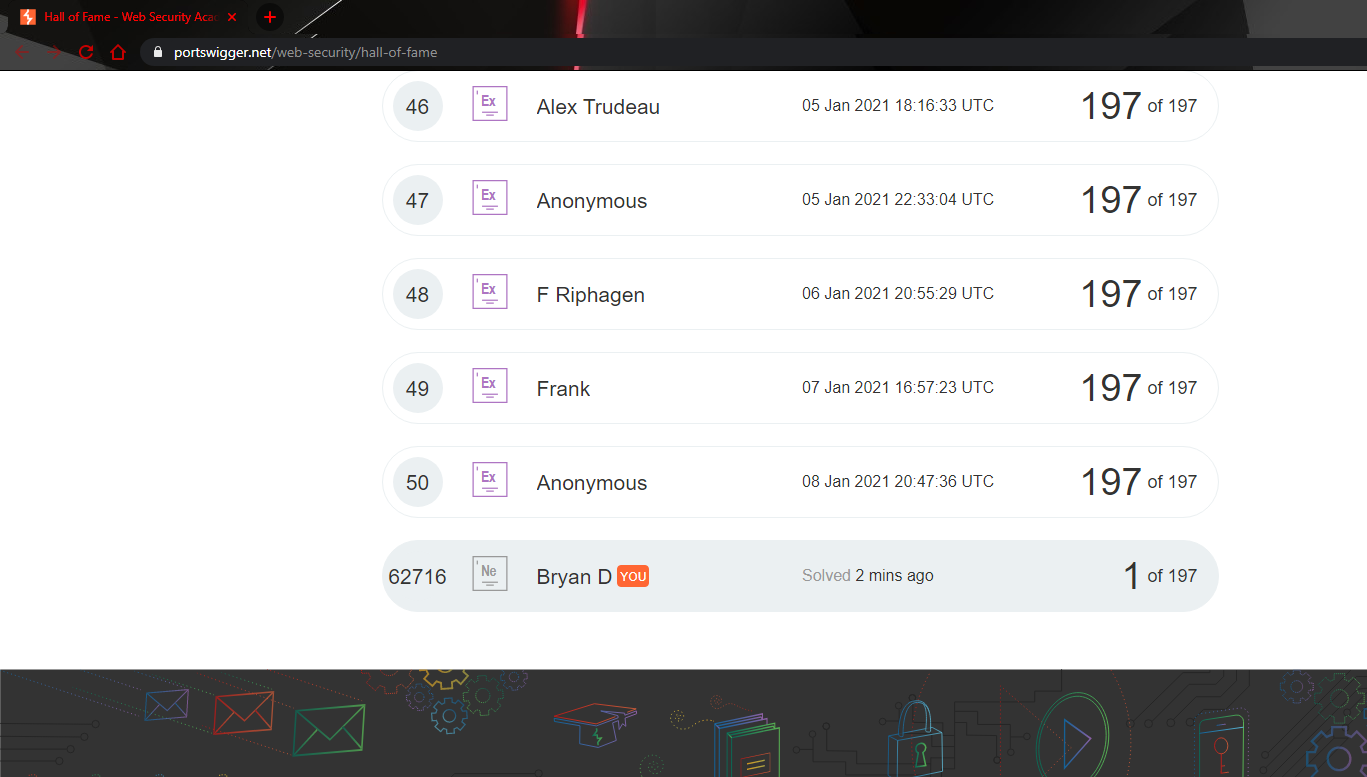 Hall of Fame - Web Security Aca
portswigger.net/web-security/hall-of-fame
46 Ex Alex Trudeau 05 Jan 2021 18:16:33 UTC 197 of 197
47 Ex Anonymous 05 Jan 2021 22:33:04 UTC 197 of 197
48 Ex F Riphagen 06 Jan 2021 20:55:29 UTC 197 of 197
49 Ex Frank 07 Jan 2021 16:57:23 UTC 197 of 197
50 Ex Anonymous 08 Jan 2021 20:47:36 UTC 197 of 197
62716 Ne Bryan D YOU Solved 2 mins ago 1 of 197